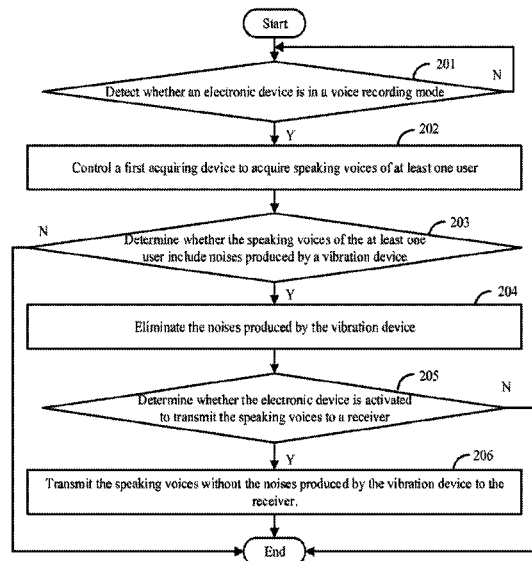 Start
201
N
Detect whether an electronic device is in a voice recording mode
Y
202
Control a first acquiring device to acquire speaking voices of at least one user
N
203
Determine whether the speaking voices of the at least one
user include noises produced by a vibration device
Y
204
Eliminate the noises produced by the vibration device
205
N
Determine whether the electronic device is activated
to transmit the speaking voices to a receiver
Y
206
Transmit the speaking voices without the noises produced by the vibration device to the
receiver.
End